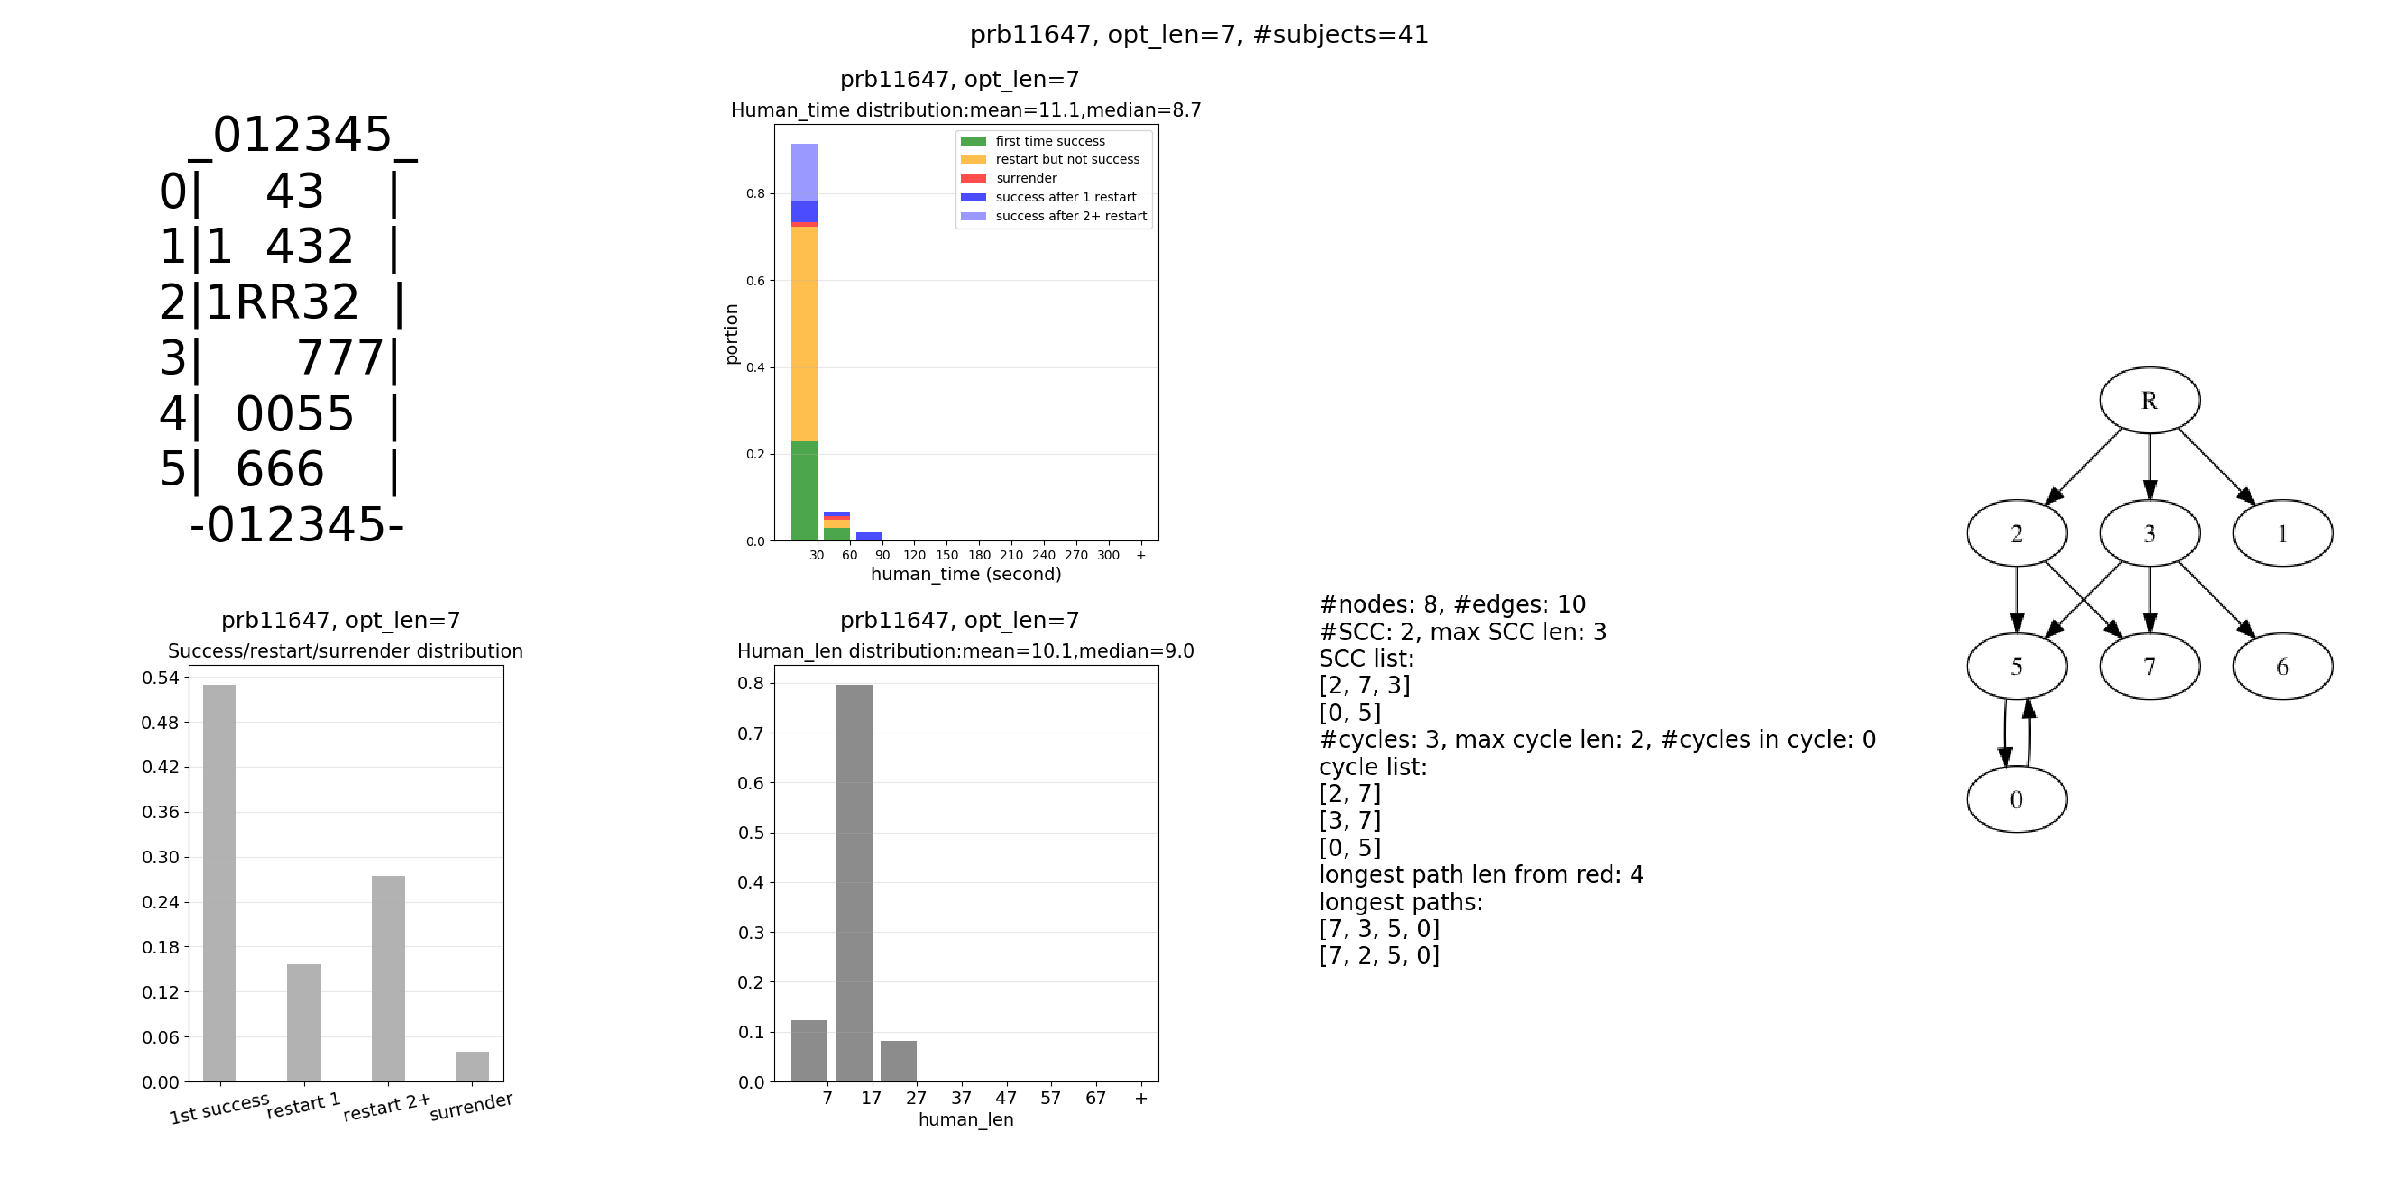 prb11647, opt_len=7, #subjects=41
_012345_
0|  43  |
1|1 432 |
2|1RR32 |
3|   777|
4| 0055 |
5| 666  |
-012345-
prb11647, opt_len=7
Human_time distribution:mean=11.1,median=8.7
first time success
restart but not success
surrender
success after 1 restart
success after 2+ restart
portion
0.8
0.6
0.4
0.2
0.0
30 60 90 120 150 180 210 240 270 300 +
human_time (second)
prb11647, opt_len=7
Success/restart/surrender distribution
0.54
0.48
0.42
0.36
0.30
0.24
0.18
0.12
0.06
0.00
1st success restart 1 restart 2+ surrender
prb11647, opt_len=7
Human_len distribution:mean=10.1,median=9.0
0.8
0.7
0.6
0.5
0.4
0.3
0.2
0.1
0.0
7 17 27 37 47 57 67 +
human_len
#nodes: 8, #edges: 10
#SCC: 2, max SCC len: 3
SCC list:
[2, 7, 3]
[0, 5]
#cycles: 3, max cycle len: 2, #cycles in cycle: 0
cycle list:
[2, 7]
[3, 7]
[0, 5]
longest path len from red: 4
longest paths:
[7, 3, 5, 0]
[7, 2, 5, 0]
R
2 3 1
5 7 6
0